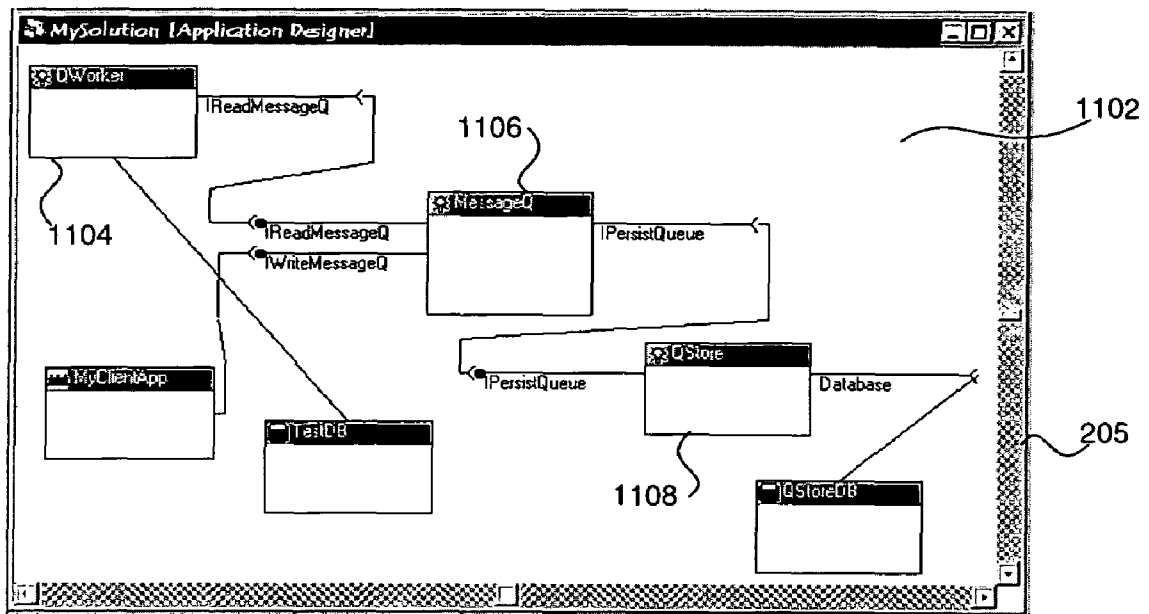 MySolution [Application Designer]
QWorker
IReadMessageQ
1102
1106
MessageQ
1104
IReadMessageQ
IPersistQueue
IWriteMessageQ
QStore
MyClientApp
IPersistQueue
Database
TestDB
205
1108
QStoreDB